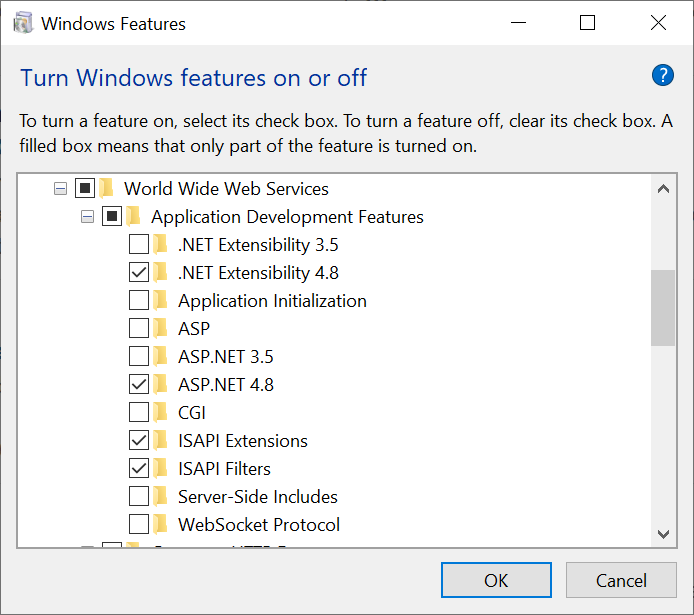 Windows Features
Turn Windows features on or off
?
To turn a feature on, select its check box. To turn a feature off, clear its check box. A
filled box means that only part of the feature is turned on.
World Wide Web Services
Application Development Features
.NET Extensibility 3.5
.NET Extensibility 4.8
Application Initialization
ASP
ASP.NET 3.5
ASP.NET 4.8
CGI
ISAPI Extensions
ISAPI Filters
Server-Side Includes
WebSocket Protocol
OK
Cancel